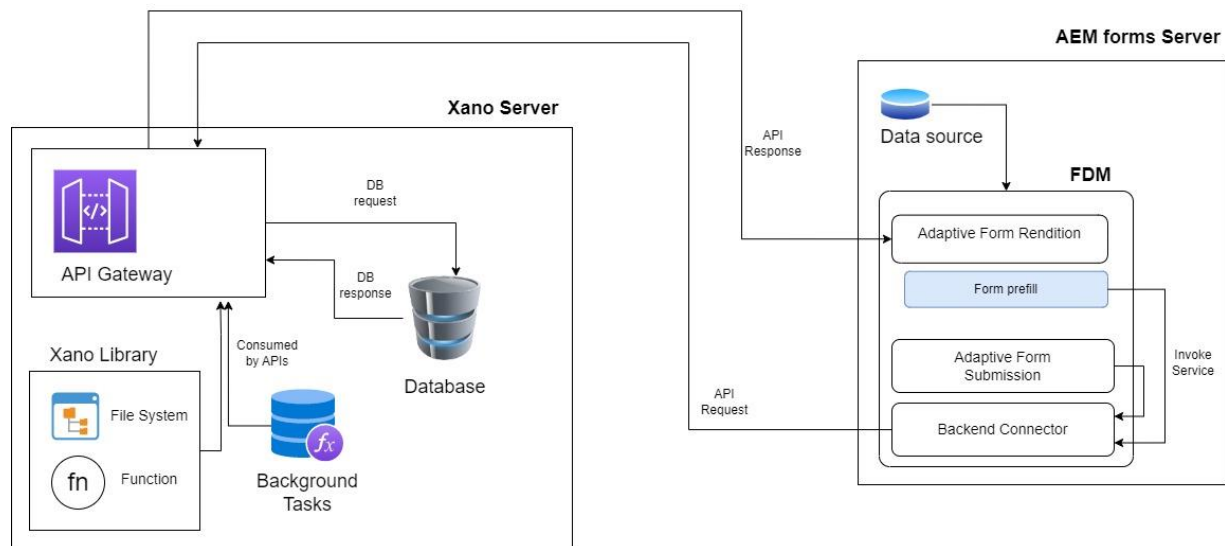 AEM forms Server
Xano Server
Data source
API
Response
FDM
DB
request
Adaptive Form Rendition
API Gateway
DB
response
Form prefill
Xano Library
Consumed
by APIs
Database
Adaptive Form
Submission
Invoke
Service
API
Request
File System
fx
Backend Connector
fn
Function
Background
Tasks